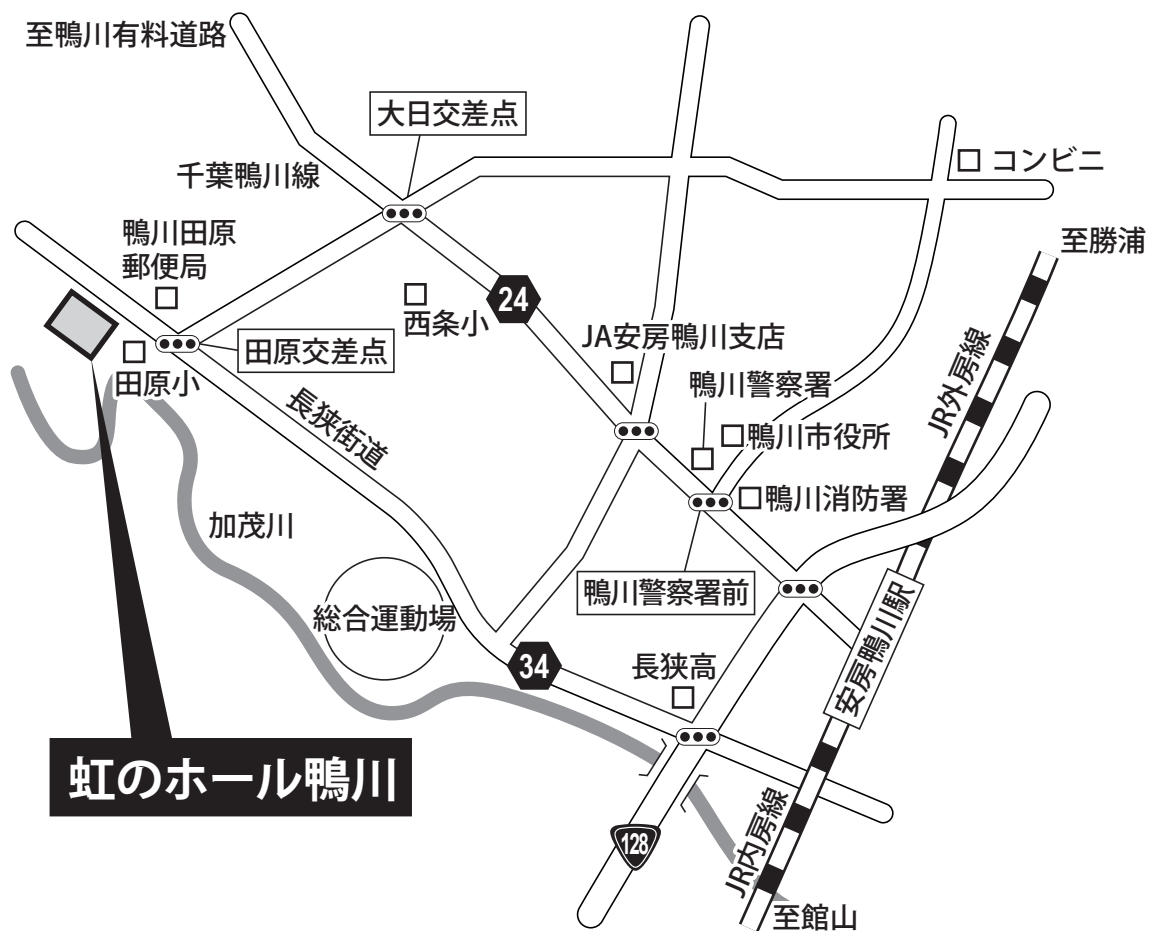 至鴨川有料道路
大日交差点
千葉鴨川線
コンビニ
鴨川田原
郵便局
至勝浦
24
西条小
JA安房鴨川支店
田原交差点
田原小
鴨川警察署
JR外房線
長狭街道
鴨川市役所
鴨川消防署
加茂川
鴨川警察署前
総合運動場
34
長狭高
安房鴨川駅
虹のホール鴨川
128
JR内房線
至館山